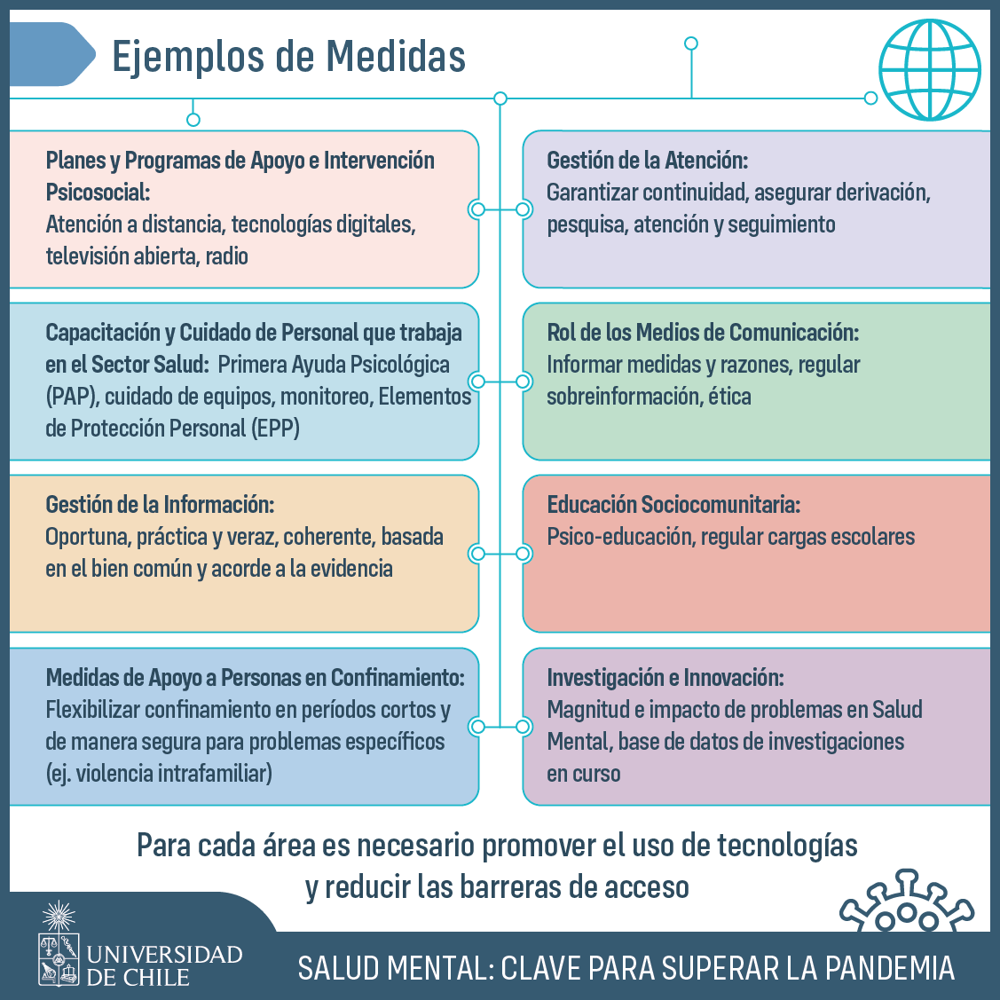 Ejemplos de Medidas
Planes y Programas de Apoyo e Intervención
Psicosocial:
Atención a distancia, tecnologías digitales,
televisión abierta, radio
Gestión de la Atención:
Garantizar continuidad, asegurar derivación,
pesquisa, atención y seguimiento
Capacitación y Cuidado de Personal que trabaja
en el Sector Salud: Primera Ayuda Psicológica
(PAP), cuidado de equipos, monitoreo, Elementos
de Protección Personal (EPP)
Rol de los Medios de Comunicación:
Informar medidas y razones, regular
sobreinformación, ética
Gestión de la Información:
Oportuna, práctica y veraz, coherente, basada
en el bien común y acorde a la evidencia
Educación Sociocomunitaria:
Psico-educación, regular cargas escolares
Medidas de Apoyo a Personas en Confinamiento:
Flexibilizar confinamiento en períodos cortos y
de manera segura para problemas específicos
(ej. violencia intrafamiliar)
Investigación e Innovación:
Magnitud e impacto de problemas en Salud
Mental, base de datos de investigaciones
en curso
Para cada área es necesario promover el uso de tecnologías
y reducir las barreras de acceso
UNIVERSIDAD
DE CHILE
SALUD MENTAL: CLAVE PARA SUPERAR LA PANDEMIA